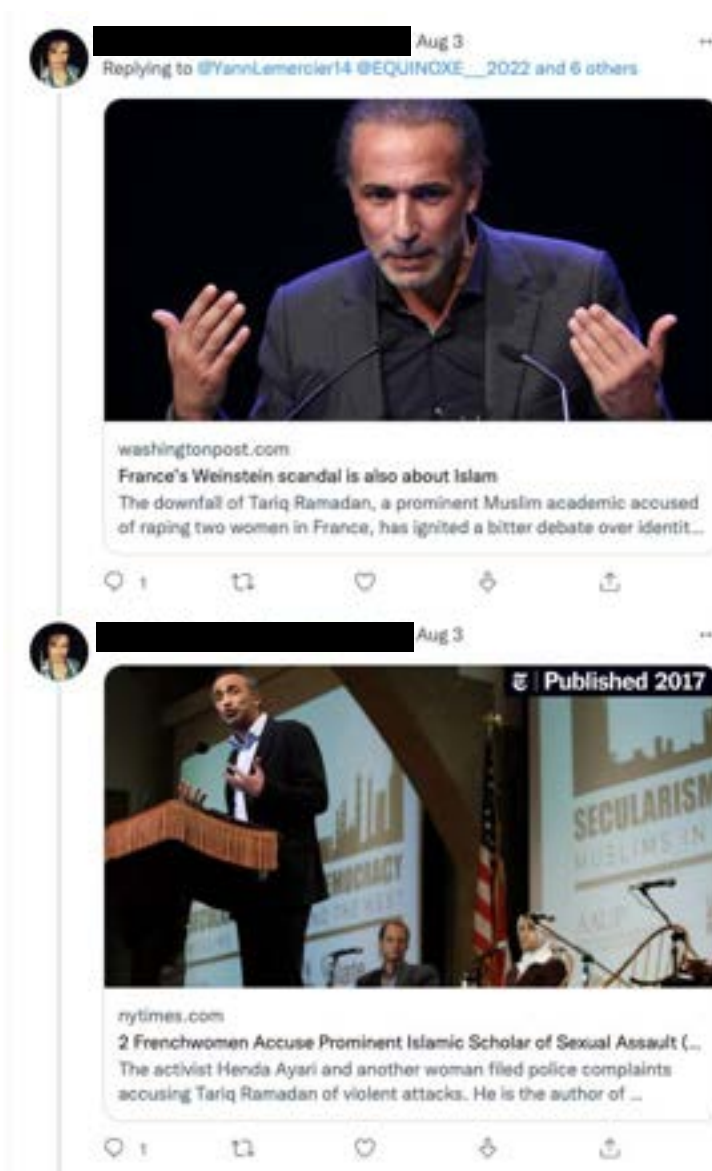 Aug 3
Replying to @YannLemercier14 @EQUINOXE__2022 and 6 others
washingtonpost.com
France's Weinstein scandal is also about Islam
The downfall of Tariq Ramadan, a prominent Muslim academic accused
of raping two women in France, has ignited a bitter debate over identit...
1
Aug 3
Published 2017
SECULARISM
MUSLIMS IN
DEMOCRACY
AND THE WEST
nytimes.com
2 Frenchwomen Accuse Prominent Islamic Scholar of Sexual Assault (...
The activist Henda Ayari and another woman filed police complaints
accusing Tariq Ramadan of violent attacks. He is the author of ...
1